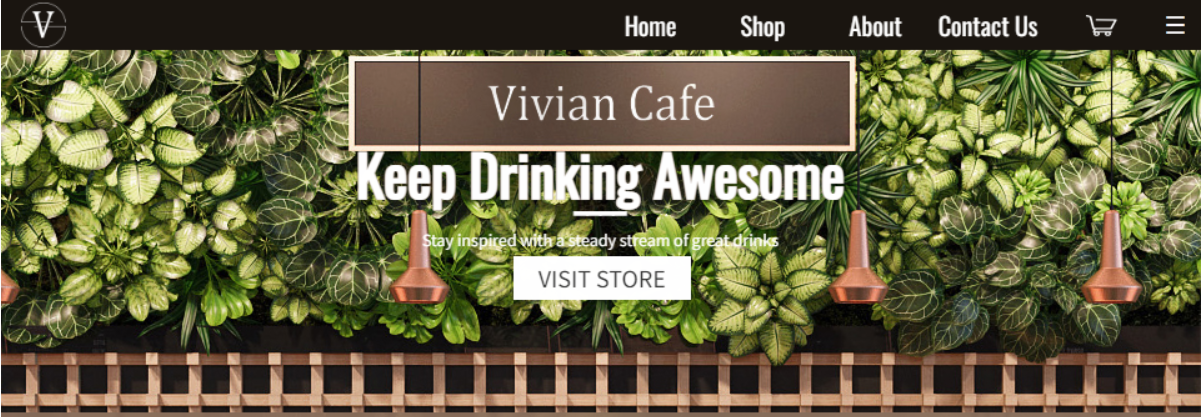 V
Home Shop About Contact Us
Vivian Cafe
Keep Drinking Awesome
Stay inspired with a steady stream of great drinks
VISIT STORE